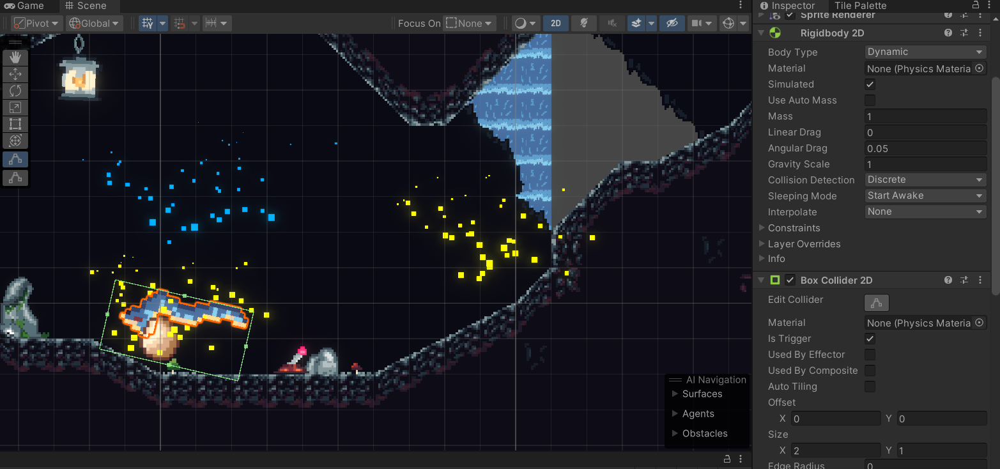 Game
Scene
Pivot
Global
Focus On
None
2D
AI Navigation
Surfaces
Agents
Obstacles
Inspector
Tile Palette
Sprite Renderer
Rigidbody 2D
Body Type Dynamic
Material None (Physics Materia
Simulated
Use Auto Mass
Mass 1
Linear Drag 0
Angular Drag 0.05
Gravity Scale 1
Collision Detection Discrete
Sleeping Mode Start Awake
Interpolate None
Constraints
Layer Overrides
Info
Box Collider 2D
Edit Collider
Material None (Physics Materia
Is Trigger
Used By Effector
Used By Composite
Auto Tiling
Offset
X 0 Y 0
Size
X 2 Y 1
Edge Radius 0